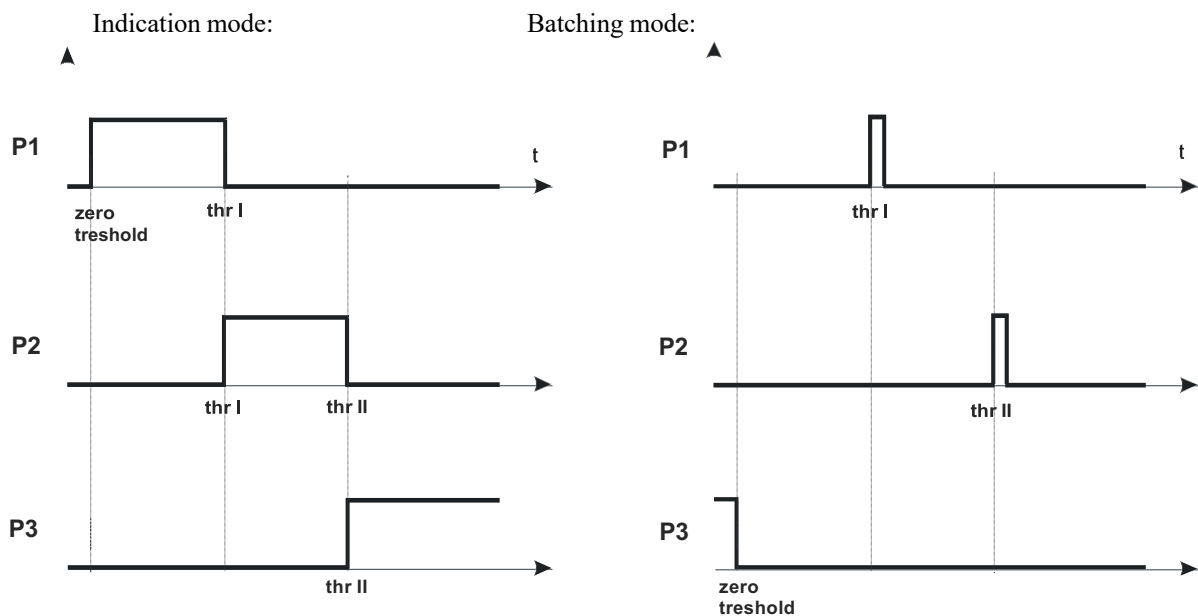 Indication mode:
Batching mode:
P1
t
zero
treshold
thr I
P1
t
thr I
P2
thr I
thr II
P2
thr II
P3
thr II
P3
zero
treshold